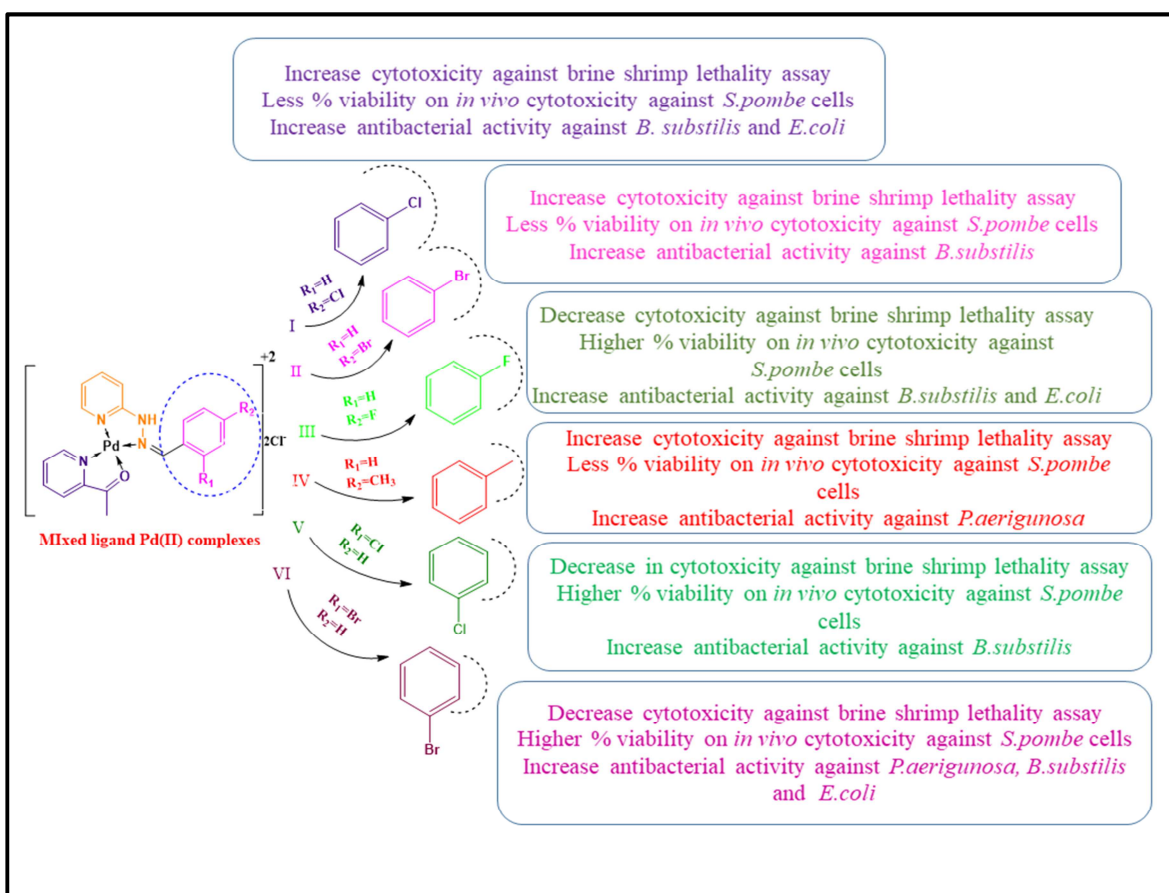 Increase cytotoxicity against brine shrimp lethality assay
Less % viability on in vivo cytotoxicity against S.pombe cells
Increase antibacterial activity against B. substilis and E.coli
Increase cytotoxicity against brine shrimp lethality assay
Less % viability on in vivo cytotoxicity against S.pombe cells
Increase antibacterial activity against B.substilis
Decrease cytotoxicity against brine shrimp lethality assay
Higher % viability on in vivo cytotoxicity against
S.pombe cells
Increase antibacterial activity against B.substilis and E.coli
Increase cytotoxicity against brine shrimp lethality assay
Less % viability on in vivo cytotoxicity against S.pombe
cells
Increase antibacterial activity against P.aerigunosa
Decrease in cytotoxicity against brine shrimp lethality assay
Higher % viability on in vivo cytotoxicity against S.pombe
cells
Increase antibacterial activity against B.substilis
Decrease cytotoxicity against brine shrimp lethality assay
Higher % viability on in vivo cytotoxicity against S.pombe cells
Increase antibacterial activity against P.aerigunosa, B.substilis
and E.coli
I
R1=H
R2=Cl
Cl
II
R1=H
R2=Br
Br
III
R1=H
R2=F
F
IV
R1=H
R2=CH3
V
R1=Cl
R2=H
Cl
VI
R1=Br
R2=H
Br
+2
2Cl-
N
NH
N
Pd
N
O
R2
R1
MIxed ligand Pd(II) complexes